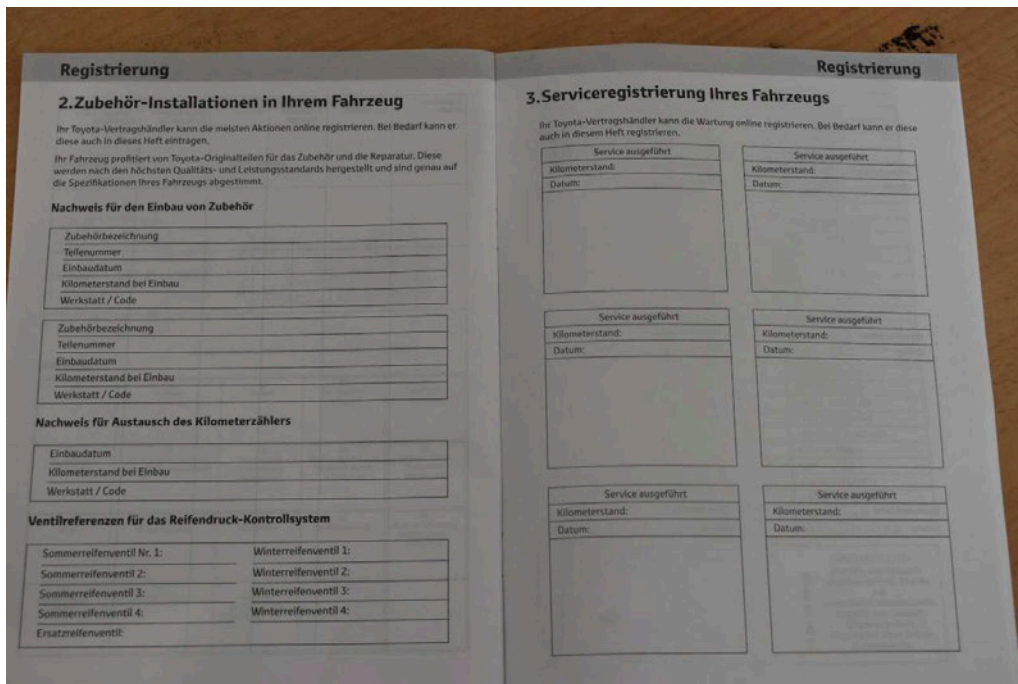 Registrierung
2.Zubehör-Installationen in Ihrem Fahrzeug
Ihr Toyota-Vertragshändler kann die meisten Aktionen online registrieren. Bei Bedarf kann er
diese auch in dieses Heft eintragen.
Ihr Fahrzeug profitiert von Toyota-Originalteilen für das Zubehör und die Reparatur. Diese
werden nach den höchsten Qualitäts- und Leistungsstandards hergestellt und sind genau auf
die Spezifikationen Ihres Fahrzeugs abgestimmt.
Nachweis für den Einbau von Zubehör
Zubehörbezeichnung
Teilenummer
Einbaudatum
Kilometerstand bei Einbau
Werkstatt / Code
Zubehörbezeichnung
Teilenummer
Einbaudatum
Kilometerstand bei Einbau
Werkstatt / Code
Nachweis für Austausch des Kilometerzählers
Einbaudatum
Kilometerstand bei Einbau
Werkstatt / Code
Ventilreferenzen für das Reifendruck-Kontrollsystem
Sommerreifenventil Nr. 1: Winterreifenventil 1:
Sommerreifenventil 2: Winterreifenventil 2:
Sommerreifenventil 3: Winterreifenventil 3:
Sommerreifenventil 4: Winterreifenventil 4:
Ersatzreifenventil:
Registrierung
3.Serviceregistrierung Ihres Fahrzeugs
Ihr Toyota-Vertragshändler kann die Wartung online registrieren. Bei Bedarf kann er diese
auch in diesem Heft registrieren.
Service ausgeführt Service ausgeführt
Kilometerstand: Kilometerstand:
Datum: Datum:
Service ausgeführt Service ausgeführt
Kilometerstand: Kilometerstand:
Datum: Datum:
Service ausgeführt Service ausgeführt
Kilometerstand: Kilometerstand:
Datum: Datum: